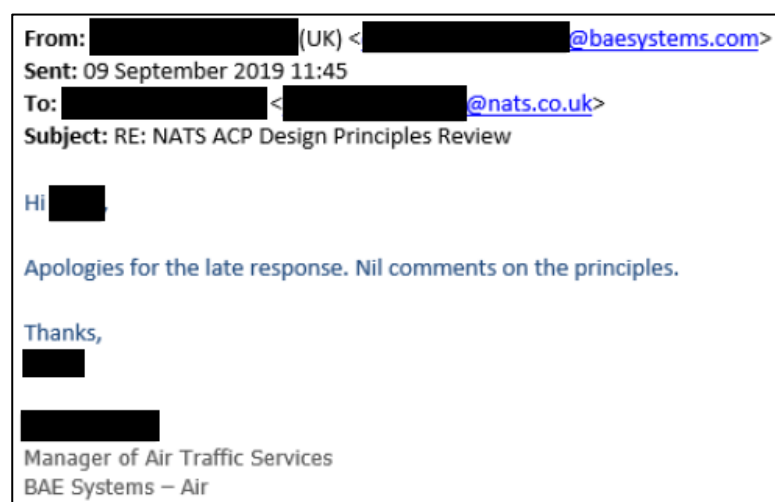 From: (UK) < @baesystems.com>
Sent: 09 September 2019 11:45
To: < @nats.co.uk>
Subject: RE: NATS ACP Design Principles Review
Hi ,
Apologies for the late response. Nil comments on the principles.
Thanks,
Manager of Air Traffic Services
BAE Systems – Air